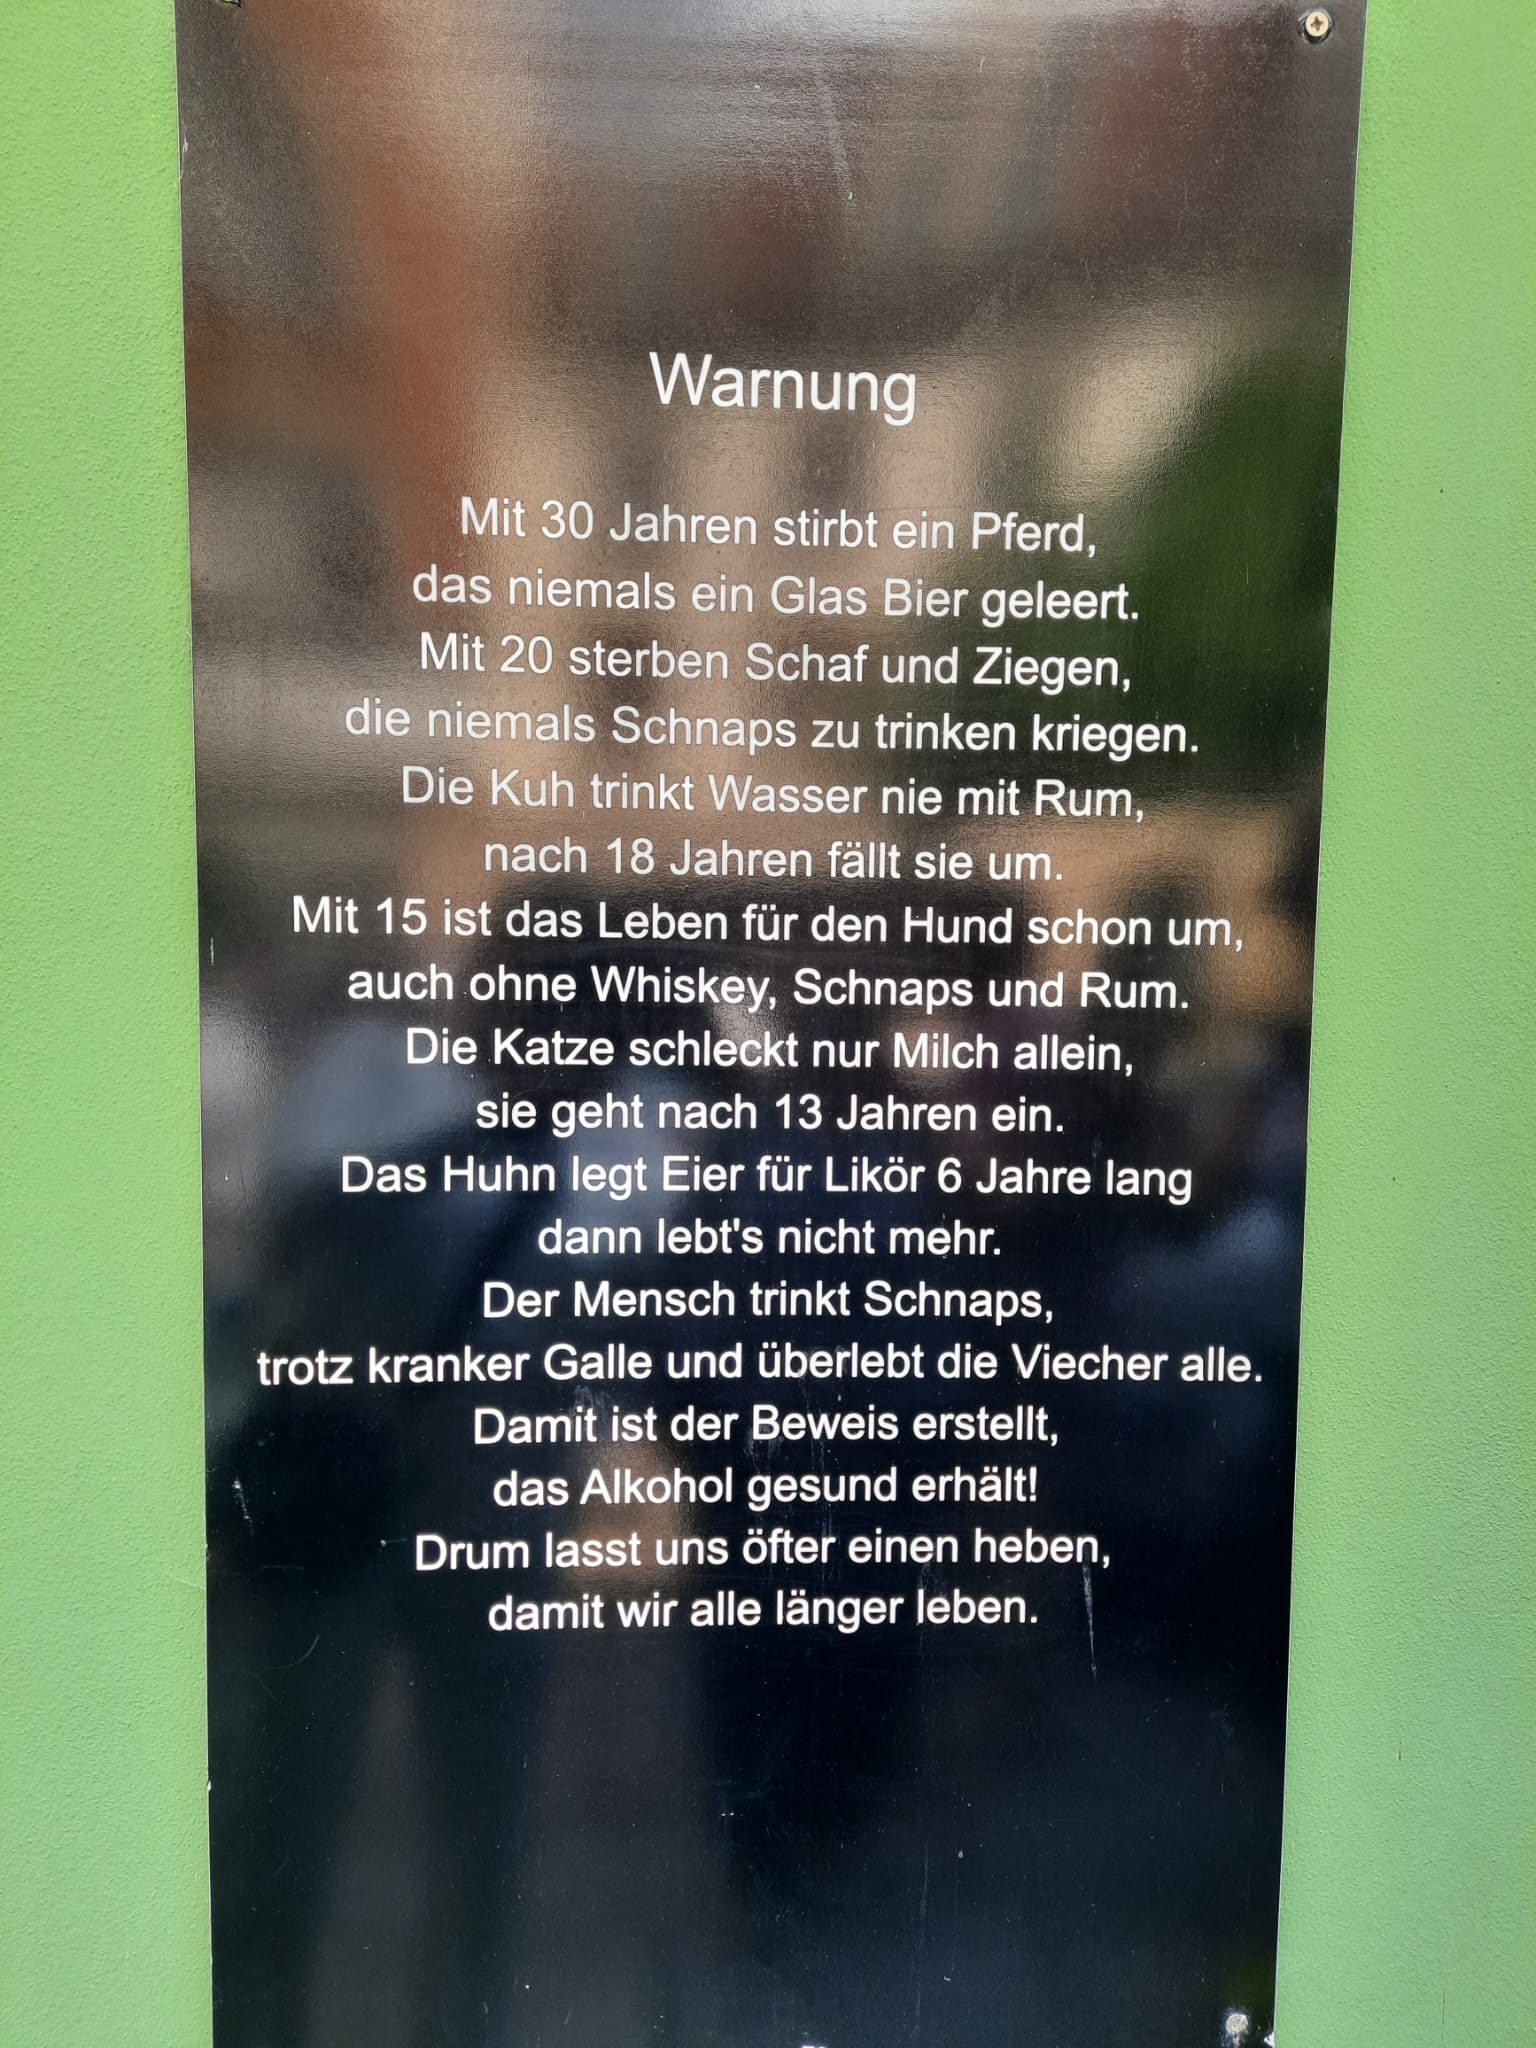 Warnung
Mit 30 Jahren stirbt ein Pferd,
das niemals ein Glas Bier geleert.
Mit 20 sterben Schaf und Ziegen,
die niemals Schnaps zu trinken kriegen.
Die Kuh trinkt Wasser nie mit Rum,
nach 18 Jahren fällt sie um.
Mit 15 ist das Leben für den Hund schon um,
auch ohne Whiskey, Schnaps und Rum.
Die Katze schleckt nur Milch allein,
sie geht nach 13 Jahren ein.
Das Huhn legt Eier für Likör 6 Jahre lang
dann lebt's nicht mehr.
Der Mensch trinkt Schnaps,
trotz kranker Galle und überlebt die Viecher alle.
Damit ist der Beweis erstellt,
das Alkohol gesund erhält!
Drum lasst uns öfter einen heben,
damit wir alle länger leben.